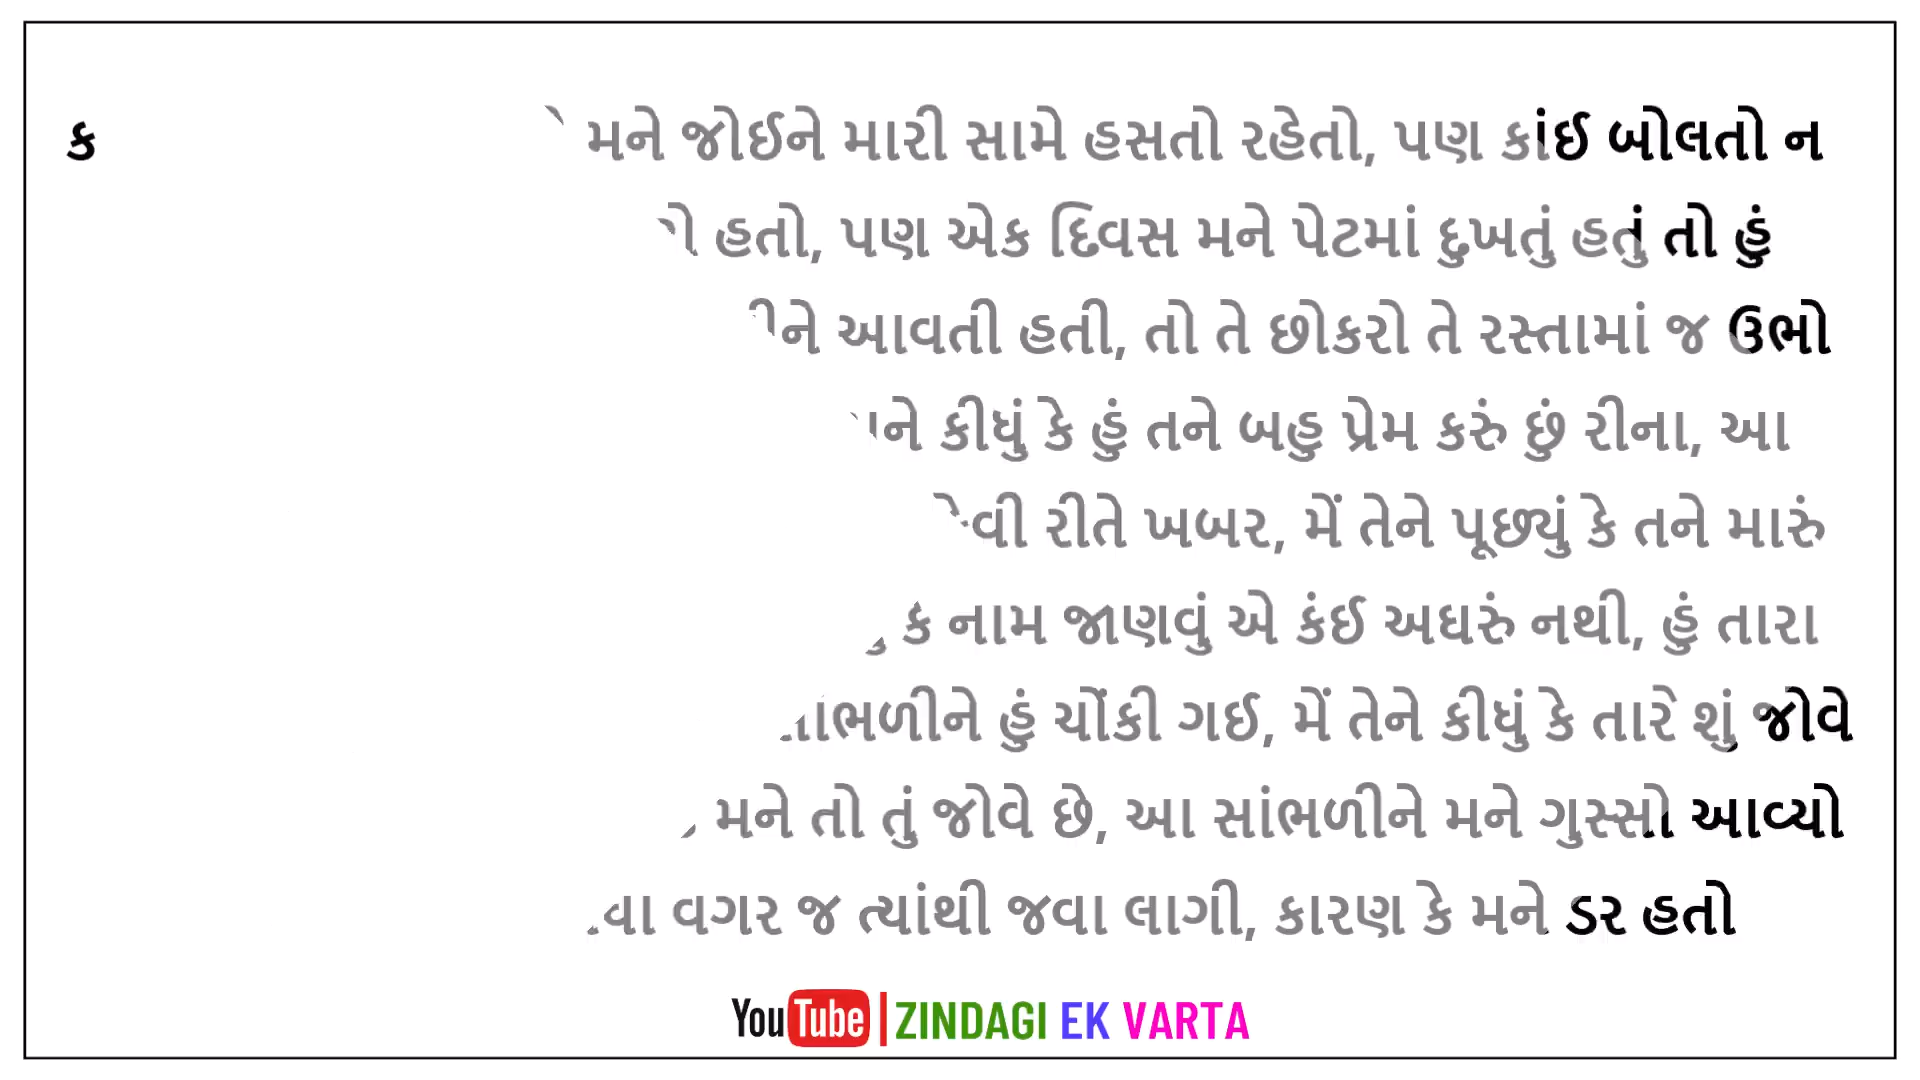 ક મને જોઈને મારી સામે હસતો રહેતો, પણ કાંઈ બોલતો ન
હતો, પણ એક દિવસ મને પેટમાં દુખતું હતું તો હું
આવતી હતી, તો તે છોકરો તે રસ્તામાં જ ઉભો
કીધું કે હું તને બહુ પ્રેમ કરું છું રીના, આ
રીતે ખબર, મેં તેને પૂછ્યું કે તને મારું
નામ જાણવું એ કંઈ અઘરું નથી, હું તારા
હું ચોંકી ગઈ, મેં તેને કીધું કે તારે શું જોવે
મને તો તું જોવે છે, આ સાંભળીને મને ગુસ્સો આવ્યો
વગર જ ત્યાંથી જવા લાગી, કારણ કે મને ડર હતો
YouTube | ZINDAGI EK VARTA